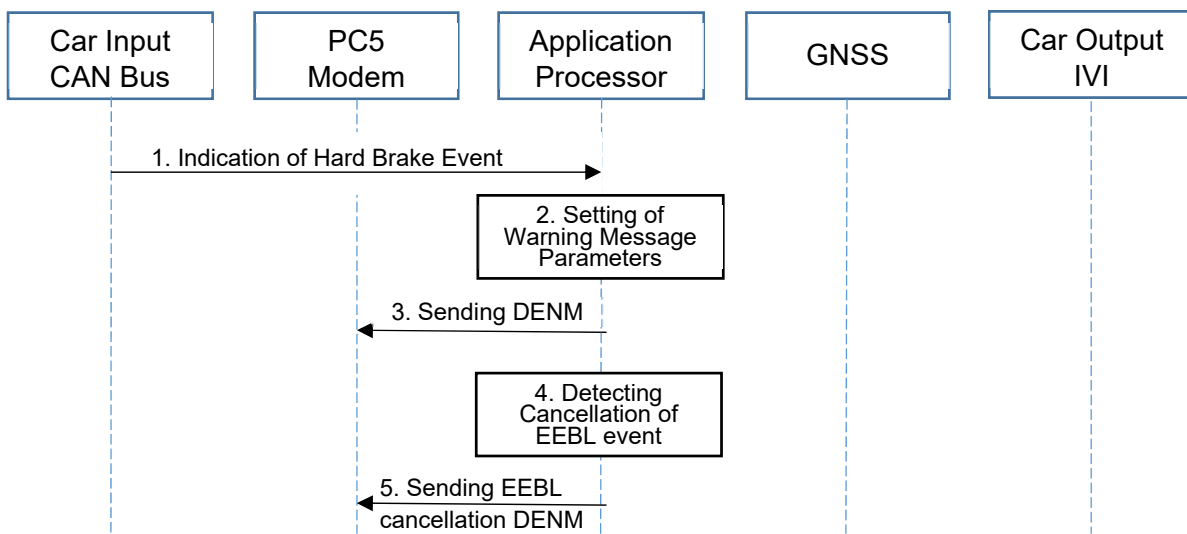 Car Input
CAN Bus
PC5
Modem
Application
Processor
GNSS
Car Output
IVI
1. Indication of Hard Brake Event
2. Setting of
Warning Message
Parameters
3. Sending DENM
4. Detecting
Cancellation of
EEBL event
5. Sending EEBL
cancellation DENM